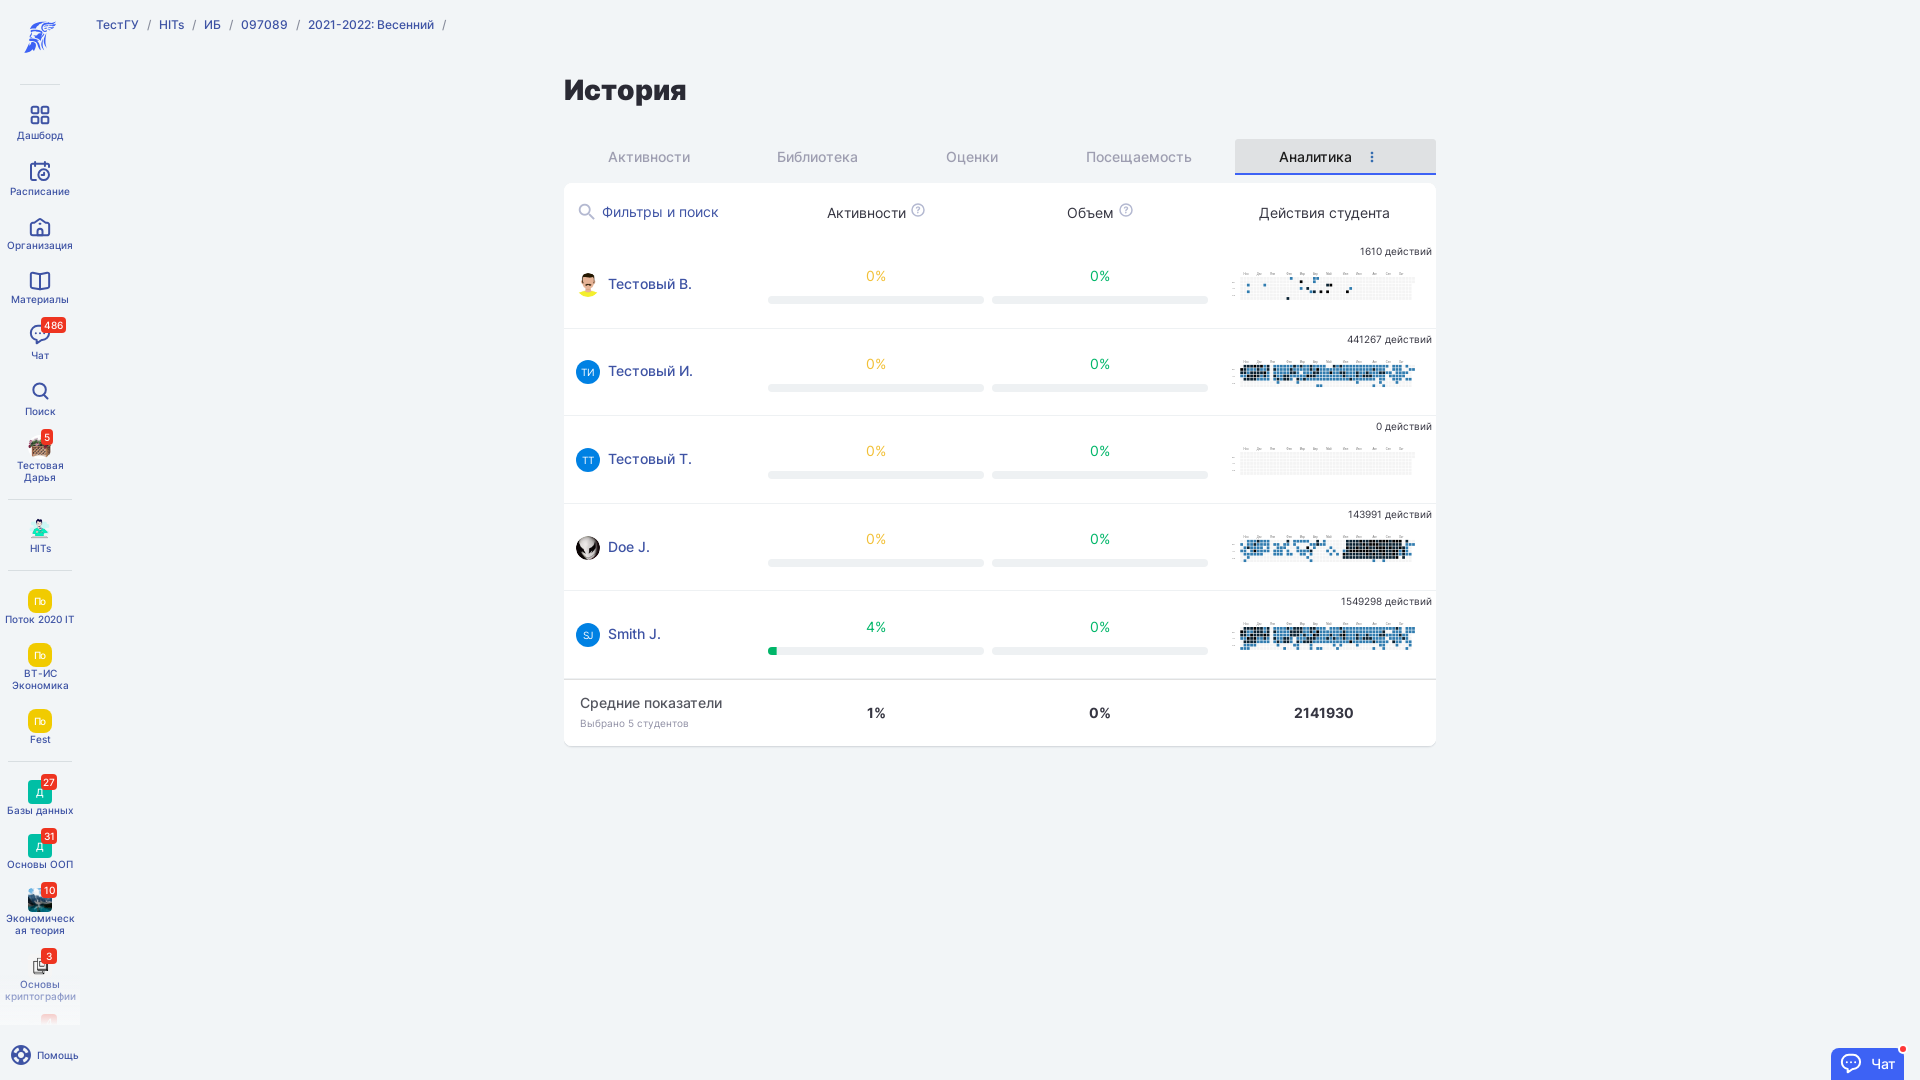 ТестГУ / HITs / ИБ / 097089 / 2021-2022: Весенний /
История
Активности
Библиотека
Оценки
Посещаемость
Аналитика
Фильтры и поиск
Активности
Объем
Действия студента
Тестовый В.
0%
0%
1610 действий
ТИ
Тестовый И.
0%
0%
441267 действий
ТТ
Тестовый Т.
0%
0%
0 действий
Doe J.
0%
0%
143991 действий
SJ
Smith J.
4%
0%
1549298 действий
Средние показатели
Выбрано 5 студентов
1%
0%
2141930
Дашборд
Расписание
Организация
Материалы
486
Чат
Поиск
5
Тестовая
Дарья
HITs
По
Поток 2020 IT
По
ВТ-ИС
Экономика
По
Fest
27
Д
Базы данных
31
Д
Основы ООП
10
Экономическ
ая теория
3
Основы
криптографии
Помощь
Чат